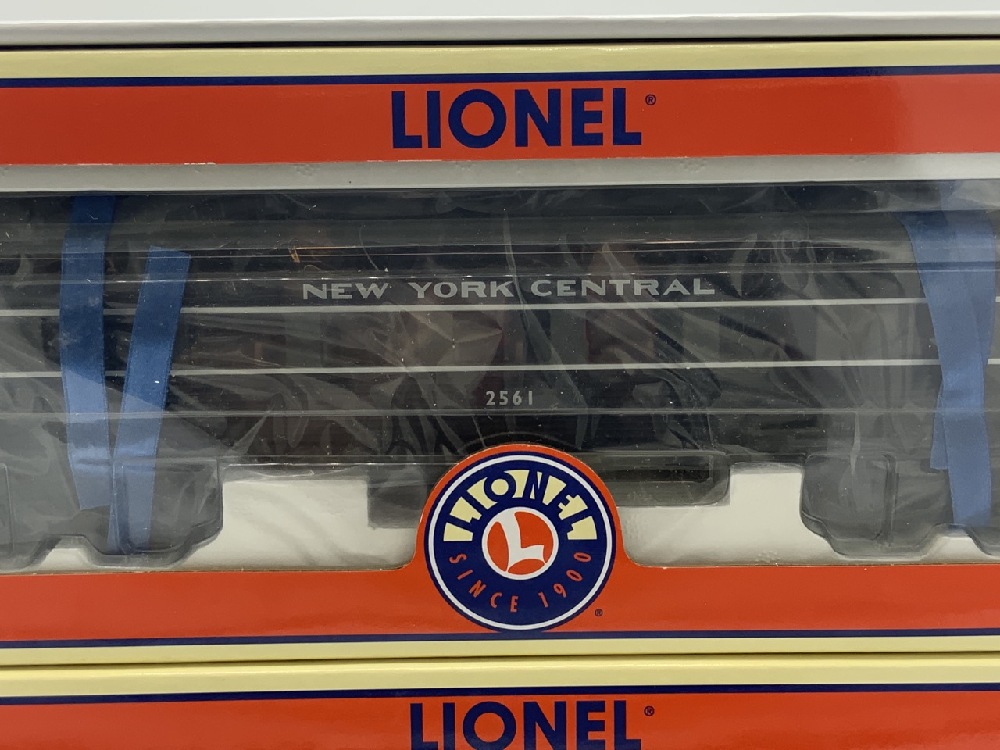 LIONEL®
NEW YORK CENTRAL
2561
LIONEL
L
SINCE 1900
®
LIONEL®